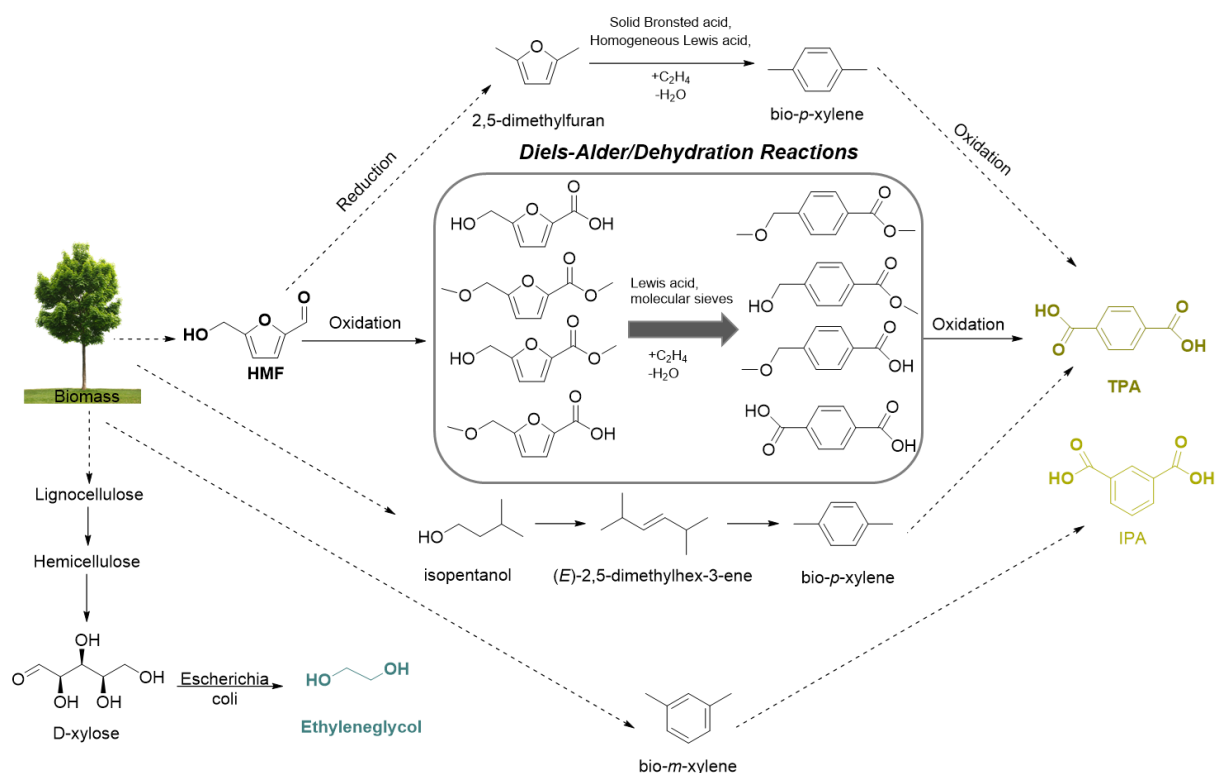 Solid Bronsted acid,
Homogeneous Lewis acid,
+C₂H₄
-H₂O
O
2,5-dimethylfuran
bio-p-xylene
Diels-Alder/Dehydration Reactions
Reduction
Oxidation
HO
O
O
OH
O
O
O
O
HO
O
O
O
O
O
O
OH
Lewis acid,
molecular sieves
+C₂H₄
-H₂O
O
O
O
HO
O
O
O
O
OH
HO
O
O
OH
Biomass
HO
O
O
HMF
Oxidation
Oxidation
HO
O
O
OH
TPA
O
HO
O
OH
IPA
Lignocellulose
Hemicellulose
HO
isopentanol
(E)-2,5-dimethylhex-3-ene
bio-p-xylene
O
OH
OH
OH
OH
D-xylose
Escherichia
coli
HO
OH
Ethyleneglycol
bio-m-xylene